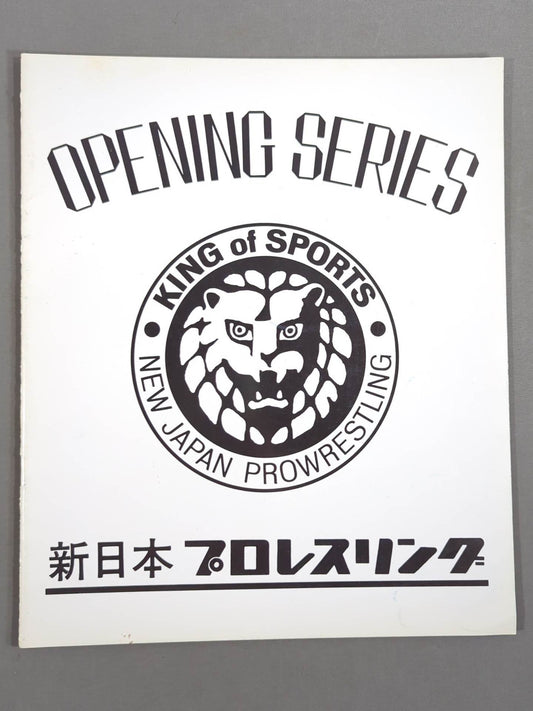 OPENING SERIES
KING of SPORTS
NEW JAPAN PROWRESTLING
新日本プロレスリング